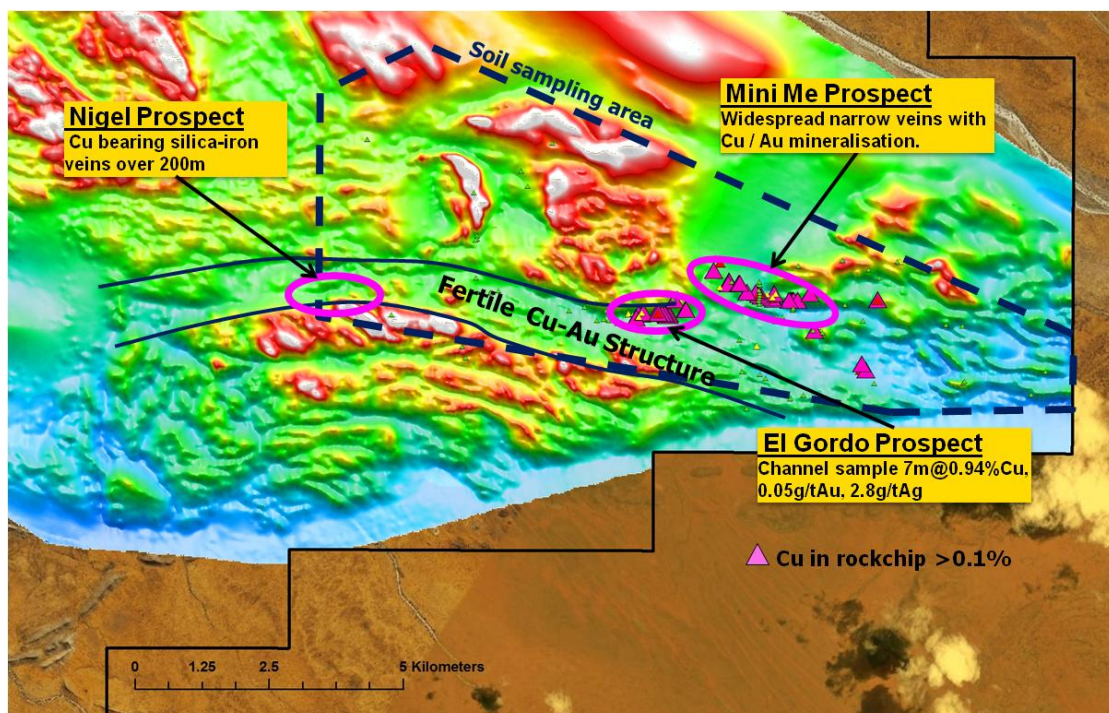 Soil sampling area
Nigel Prospect
Cu bearing silica-iron
veins over 200m
Mini Me Prospect
Widespread narrow veins with
Cu / Au mineralisation.
Fertile Cu-Au Structure
El Gordo Prospect
Channel sample 7m@0.94%Cu,
0.05g/tAu, 2.8g/tAg
Cu in rockchip >0.1%
0 1.25 2.5 5 Kilometers